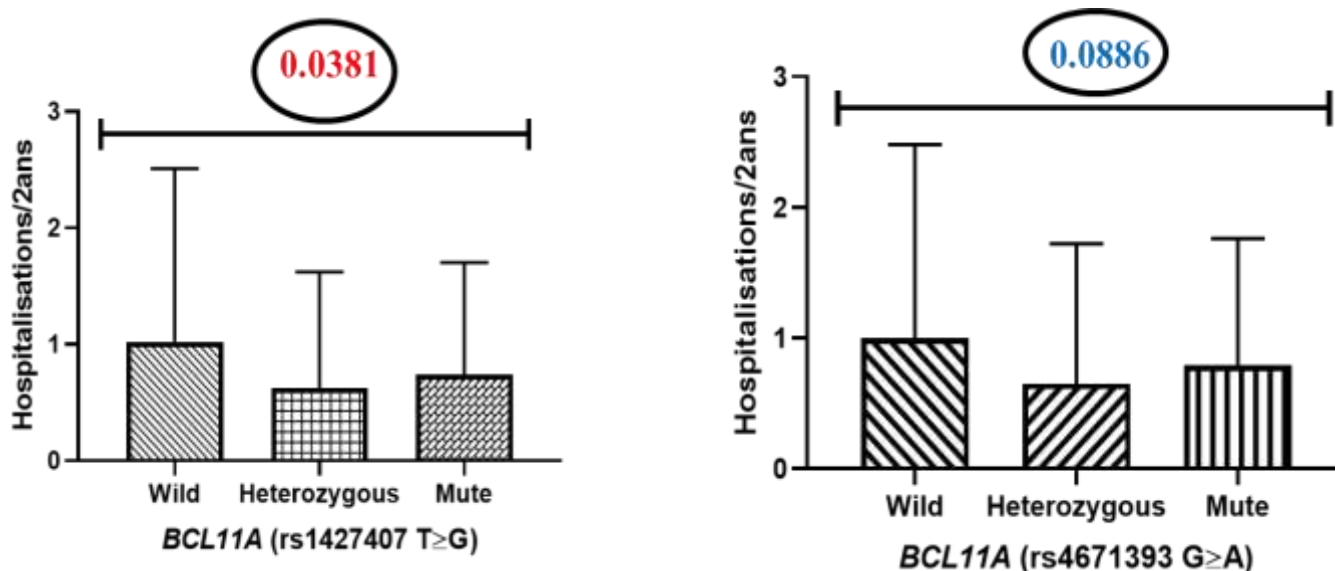 0.0381
3
2
1
0
Hospitalisations/2ans
Wild Heterozygous Mute
BCL11A (rs1427407 T≥G)
0.0886
3
2
1
0
Hospitalisations/2ans
Wild Heterozygous Mute
BCL11A (rs4671393 G≥A)